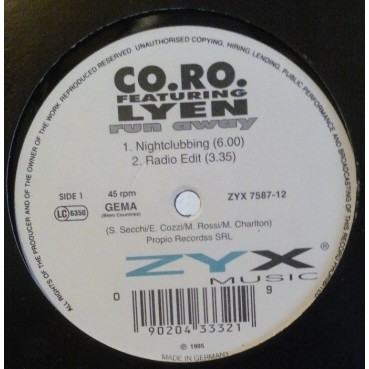 CO.RO.
FEATURING
LYEN
run away
1. Nightclubbing (6.00)
2. Radio Edit (3.35)
SIDE 1
45 rpm
ZYX 7587-12
LC 6350
GEMA
(Biem Countries)
(S. Secchi/E. Cozzi/M. Rossi/M. Charlton)
Propio Recordss SRL
ZYX®
MUSIC
0 90204 33321 9
℗ 1995
MADE IN GERMANY
ALL RIGHTS OF THE PRODUCER AND OF THE OWNER OF THE WORK REPRODUCED RESERVED. UNAUTHORISED COPYING, HIRING, LENDING, PUBLIC PERFORMANCE AND BROADCASTING OF THIS RECORD